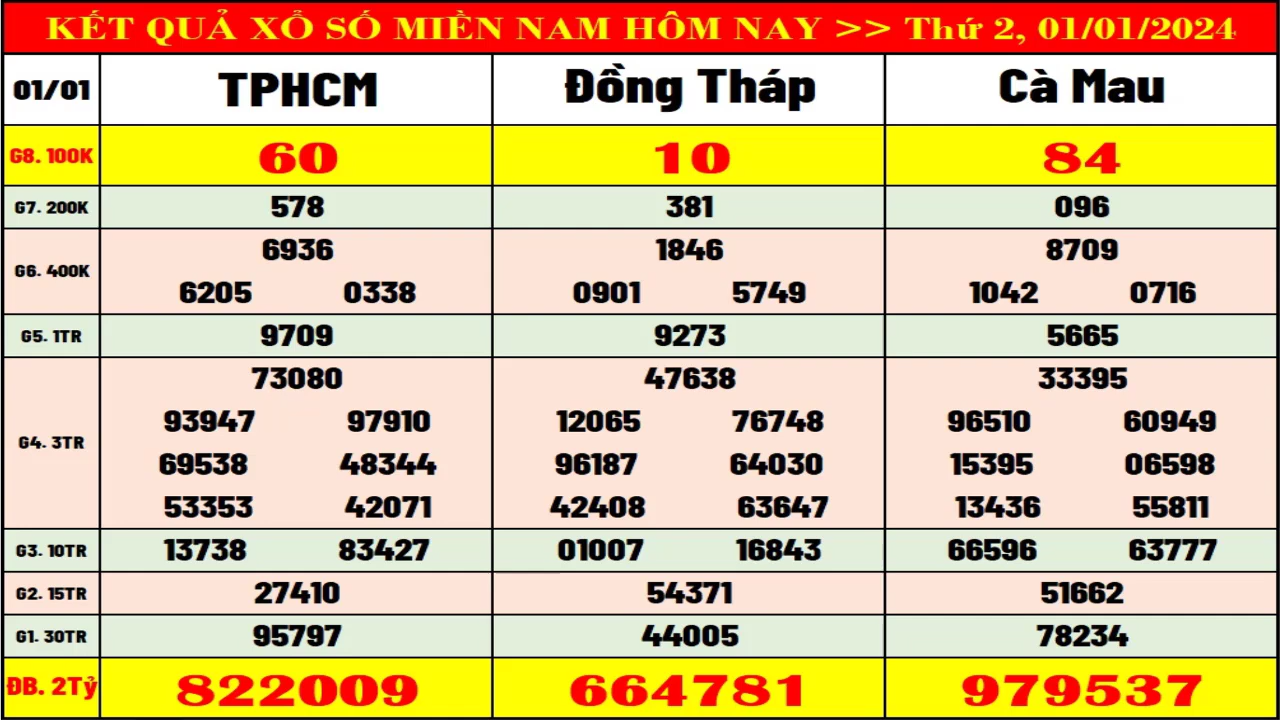 KẾT QUẢ XỔ SỐ MIỀN NAM HÔM NAY >> Thứ 2, 01/01/2024
01/01 TPHCM Đồng Tháp Cà Mau
G8. 100K 60 10 84
G7. 200K 578 381 096
6936 1846 8709
G6. 400K
6205 0338 0901 5749 1042 0716
G5. 1TR 9709 9273 5665
73080 47638 33395
93947 97910 12065 76748 96510 60949
G4. 3TR
69538 48344 96187 64030 15395 06598
53353 42071 42408 63647 13436 55811
G3. 10TR 13738 83427 01007 16843 66596 63777
G2. 15TR 27410 54371 51662
G1. 30TR 95797 44005 78234
ĐB. 2Tỷ 822009 664781 979537